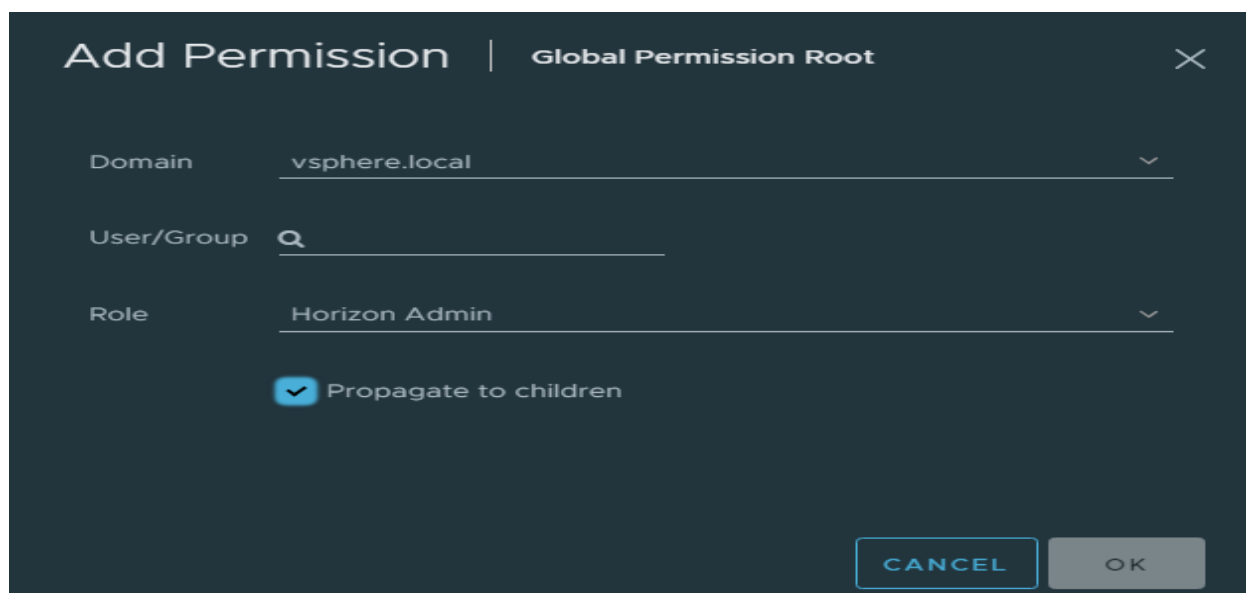 Add Permission | Global Permission Root
Domain vsphere.local
User/Group
Role Horizon Admin
Propagate to children
CANCEL OK